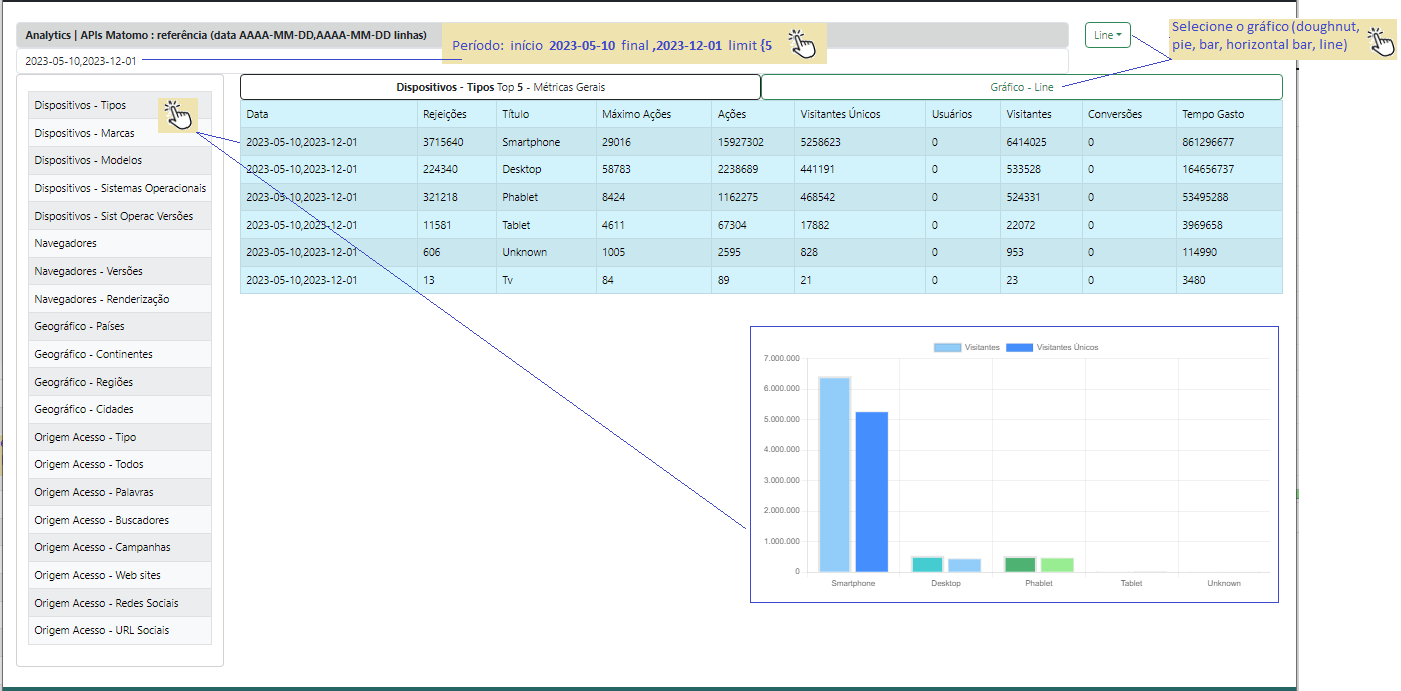 Analytics | APIs Matomo : referência (data AAAA-MM-DD,AAAA-MM-DD linhas)
Período: início 2023-05-10 final ,2023-12-01 limit {5
Line
Selecione o gráfico (doughnut,
pie, bar, horizontal bar, line)
2023-05-10,2023-12-01
Dispositivos - Tipos
Dispositivos - Marcas
Dispositivos - Modelos
Dispositivos - Sistemas Operacionais
Dispositivos - Sist Operac Versões
Navegadores
Navegadores - Versões
Navegadores - Renderização
Geográfico - Países
Geográfico - Continentes
Geográfico - Regiões
Geográfico - Cidades
Origem Acesso - Tipo
Origem Acesso - Todos
Origem Acesso - Palavras
Origem Acesso - Buscadores
Origem Acesso - Campanhas
Origem Acesso - Web sites
Origem Acesso - Redes Sociais
Origem Acesso - URL Sociais
Dispositivos - Tipos Top 5 - Métricas Gerais
Gráfico - Line
Data Rejeições Título Máximo Ações Ações Visitantes Únicos Usuários Visitantes Conversões Tempo Gasto
2023-05-10,2023-12-01 3715640 Smartphone 29016 15927302 5258623 0 6414025 0 861296677
2023-05-10,2023-12-01 224340 Desktop 58783 2238689 441191 0 533528 0 164656737
2023-05-10,2023-12-01 321218 Phablet 8424 1162275 468542 0 524331 0 53495288
2023-05-10,2023-12-01 11581 Tablet 4611 67304 17882 0 22072 0 3969658
2023-05-10,2023-12-01 606 Unknown 1005 2595 828 0 953 0 114990
2023-05-10,2023-12-01 13 Tv 84 89 21 0 23 0 3480
Visitantes Visitantes Únicos
7.000.000
6.000.000
5.000.000
4.000.000
3.000.000
2.000.000
1.000.000
0
Smartphone Desktop Phablet Tablet Unknown